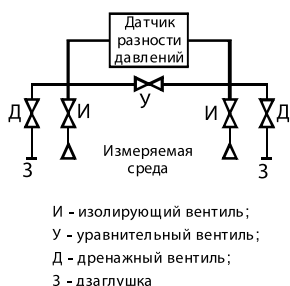 Датчик
разности
давлений
Д
И
У
И
Д
З
Измеряемая
среда
З
И - изолирующий вентиль;
У - уравнительный вентиль;
Д - дренажный вентиль;
З - дзаглушка